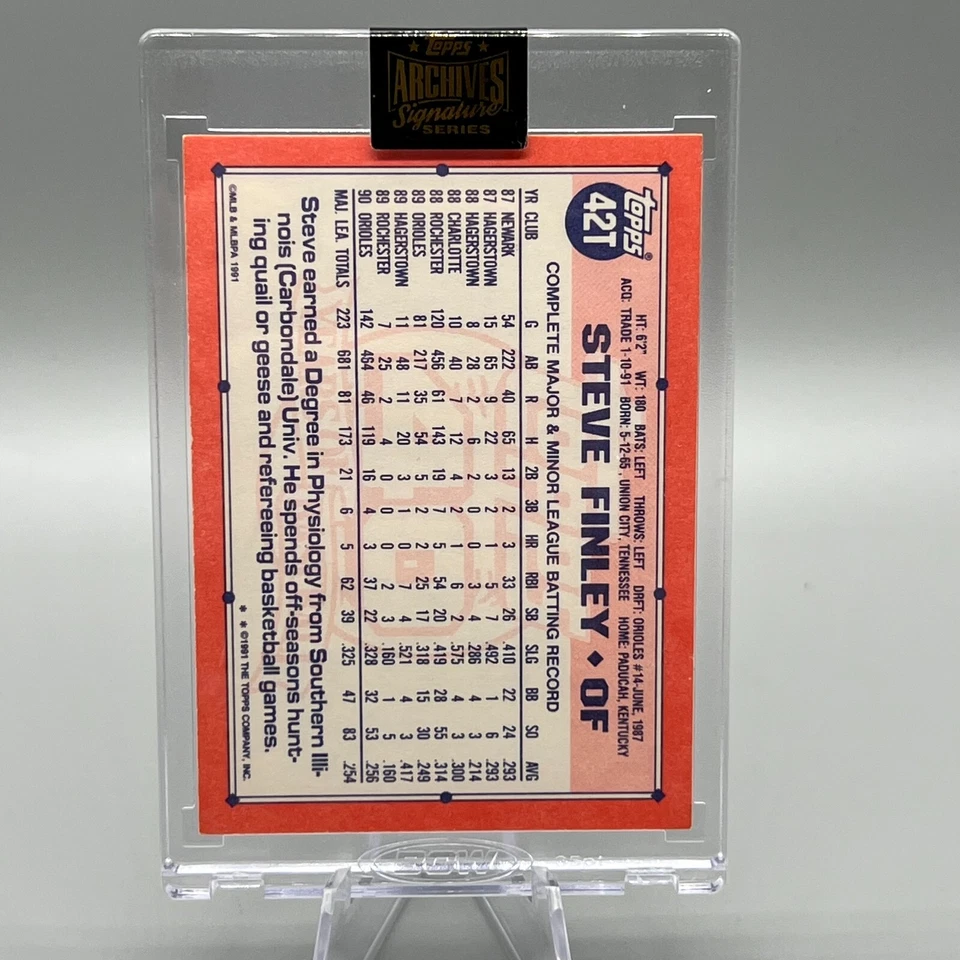 Topps
ARCHIVES
Signature
SERIES
Topps®
42T
HT: 6'2" WT: 180 BATS: LEFT THROWS: LEFT DRFT: ORIOLES #14-JUNE, 1987
ACQ: TRADE 1-10-91 BORN: 5-12-65, UNION CITY, TENNESSEE HOME: PADUCAH, KENTUCKY
STEVE FINLEY ♦ OF
COMPLETE MAJOR & MINOR LEAGUE BATTING RECORD
YR CLUB G AB R H 2B 3B HR RBI SB SLG BB SO AVG
87 NEWARK 54 222 40 65 13 2 3 33 26 .410 22 24 .293
87 HAGERSTOWN 15 65 9 22 3 2 1 5 7 .492 1 6 .293
88 HAGERSTOWN 8 28 2 6 2 0 0 3 4 .286 4 3 .214
88 CHARLOTTE 10 40 7 12 4 2 1 6 2 .575 4 3 .300
88 ROCHESTER 120 456 61 143 19 7 5 54 20 .419 28 55 .314
89 ORIOLES 81 217 35 54 5 2 2 25 17 .318 15 30 .249
89 HAGERSTOWN 11 48 11 20 3 1 0 7 4 .521 4 3 .417
89 ROCHESTER 7 25 2 4 0 0 0 2 3 .160 1 5 .160
90 ORIOLES 142 464 46 119 16 4 3 37 22 .328 32 53 .256
MAJ. LEA. TOTALS 223 681 81 173 21 6 5 62 39 .325 47 83 .254
Steve earned a Degree in Physiology from Southern Illi-
nois (Carbondale) Univ. He spends off-seasons hunt-
ing quail or geese and refereeing basketball games.
©MLB & MLBPA 1991
* * ©1991 THE TOPPS COMPANY, INC.
BCW